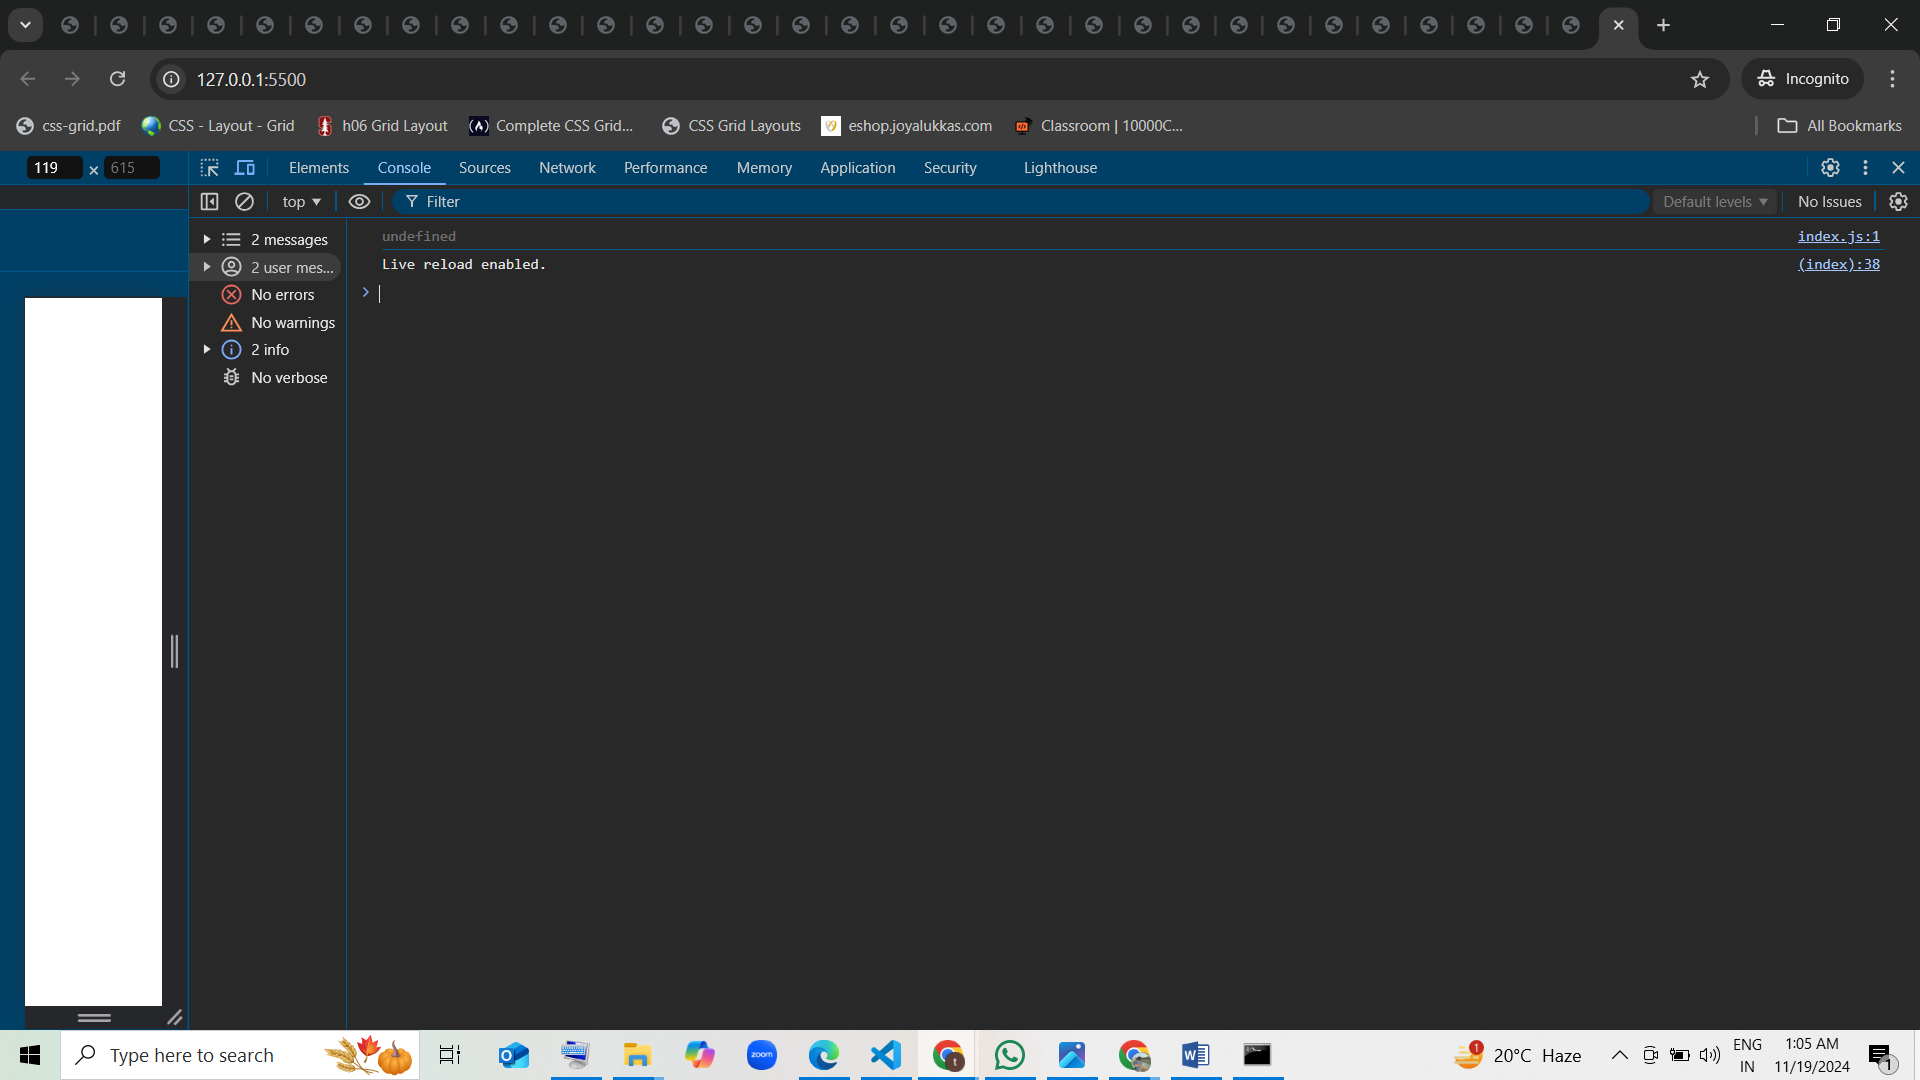 127.0.0.1:5500
Incognito
css-grid.pdf
CSS - Layout - Grid
h06 Grid Layout
Complete CSS Grid...
CSS Grid Layouts
eshop.joyalukkas.com
Classroom | 10000C...
All Bookmarks
119 × 615
Elements Console Sources Network Performance Memory Application Security Lighthouse
top Filter Default levels No Issues
2 messages
2 user mes...
No errors
No warnings
2 info
No verbose
undefined index.js:1
Live reload enabled. (index):38
>
Type here to search
zoom
1
20°C Haze
ENG
IN
1:05 AM
11/19/2024
1